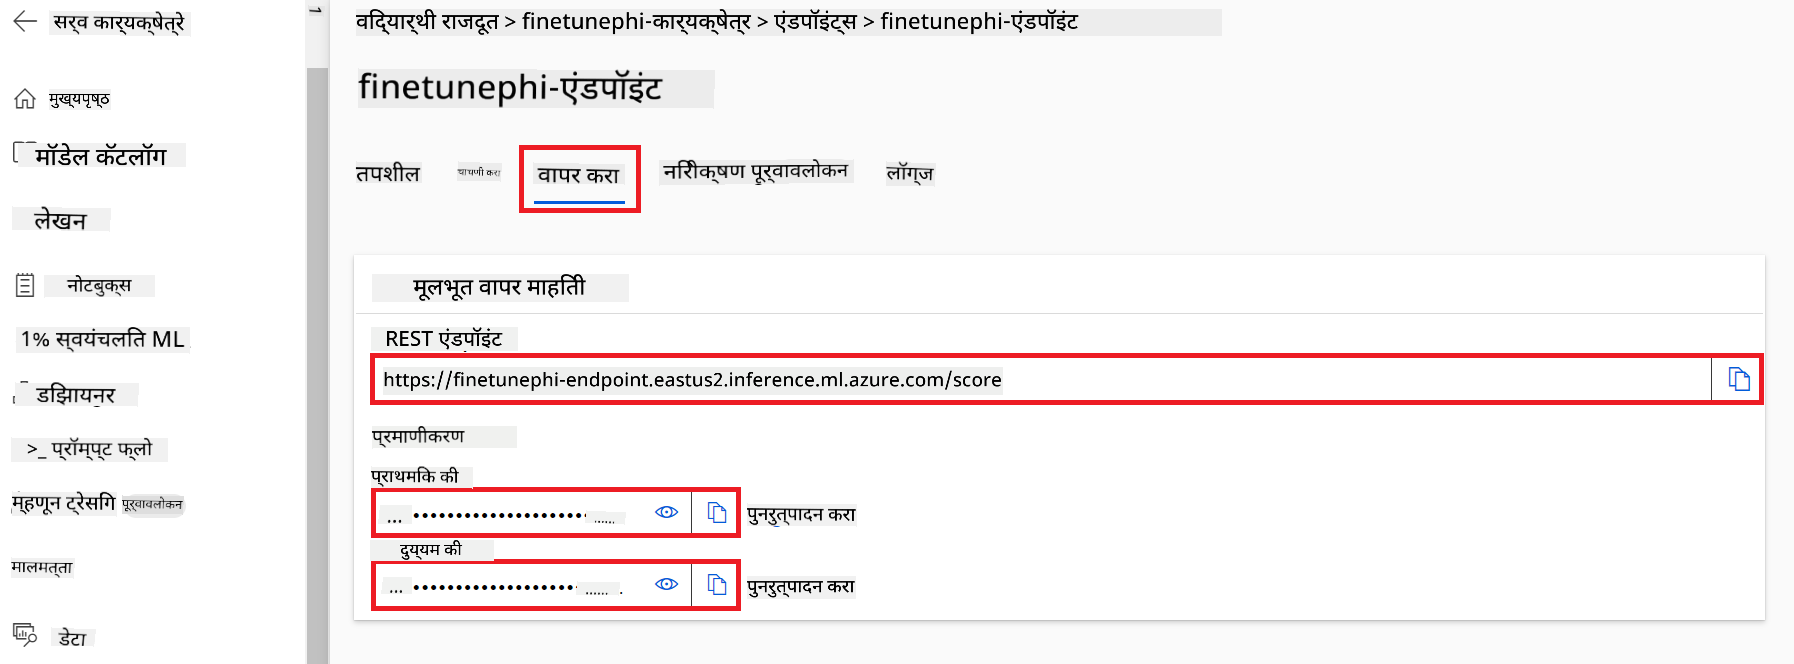 सर्व कार्यक्षेत्रे
मुख्यपृष्ठ
मॉडेल कॅटलॉग
लेखन
नोटबुक्स
1% स्वयंचलित ML
डिझायनर
>_ प्रॉम्प्ट फ्लो
म्हणून ट्रेसिंग पूर्वावलोकन
मालमत्ता
डेटा
विद्यार्थी राजदूत > finetunephi-कार्यक्षेत्र > एंडपॉइंट्स > finetunephi-एंडपॉइंट
finetunephi-एंडपॉइंट
तपशील चाचणी करा वापर करा निरीक्षण पूर्वावलोकन लॉग्ज
मूलभूत वापर माहिती
REST एंडपॉइंट
https://finetunephi-endpoint.eastus2.inference.ml.azure.com/score
प्रमाणीकरण
प्राथमिक की
पुनरुत्पादन करा
दुय्यम की
पुनरुत्पादन करा